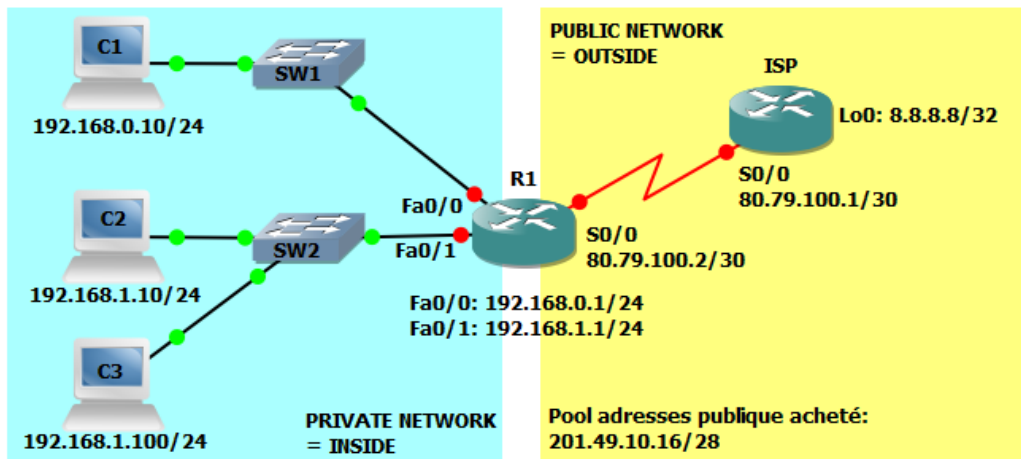 C1
SW1
192.168.0.10/24
C2
SW2
192.168.1.10/24
C3
192.168.1.100/24
PRIVATE NETWORK
= INSIDE
Fa0/0
Fa0/1
R1
S0/0
80.79.100.2/30
Fa0/0: 192.168.0.1/24
Fa0/1: 192.168.1.1/24
PUBLIC NETWORK
= OUTSIDE
ISP
Lo0: 8.8.8.8/32
S0/0
80.79.100.1/30
Pool adresses publique acheté:
201.49.10.16/28